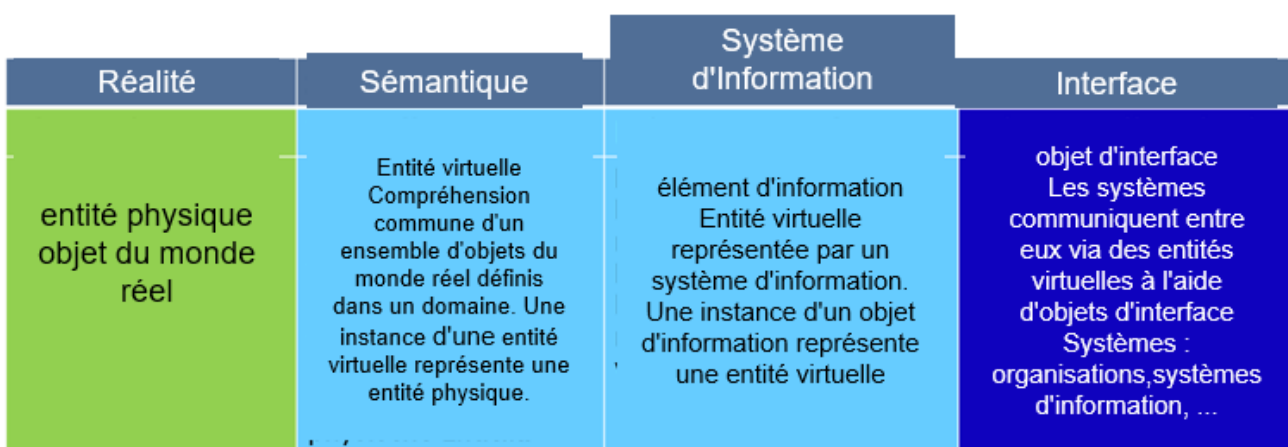 Réalité
Sémantique
Système
d'Information
Interface
entité physique
objet du monde
réel
Entité virtuelle
Compréhension
commune d'un
ensemble d'objets du
monde réel définis
dans un domaine. Une
instance d'une entité
virtuelle représente une
entité physique.
élément d'information
Entité virtuelle
représentée par un
système d'information.
Une instance d'un objet
d'information représente
une entité virtuelle
objet d'interface
Les systèmes
communiquent entre
eux via des entités
virtuelles à l'aide
d'objets d'interface
Systèmes :
organisations,systèmes
d'information, ...